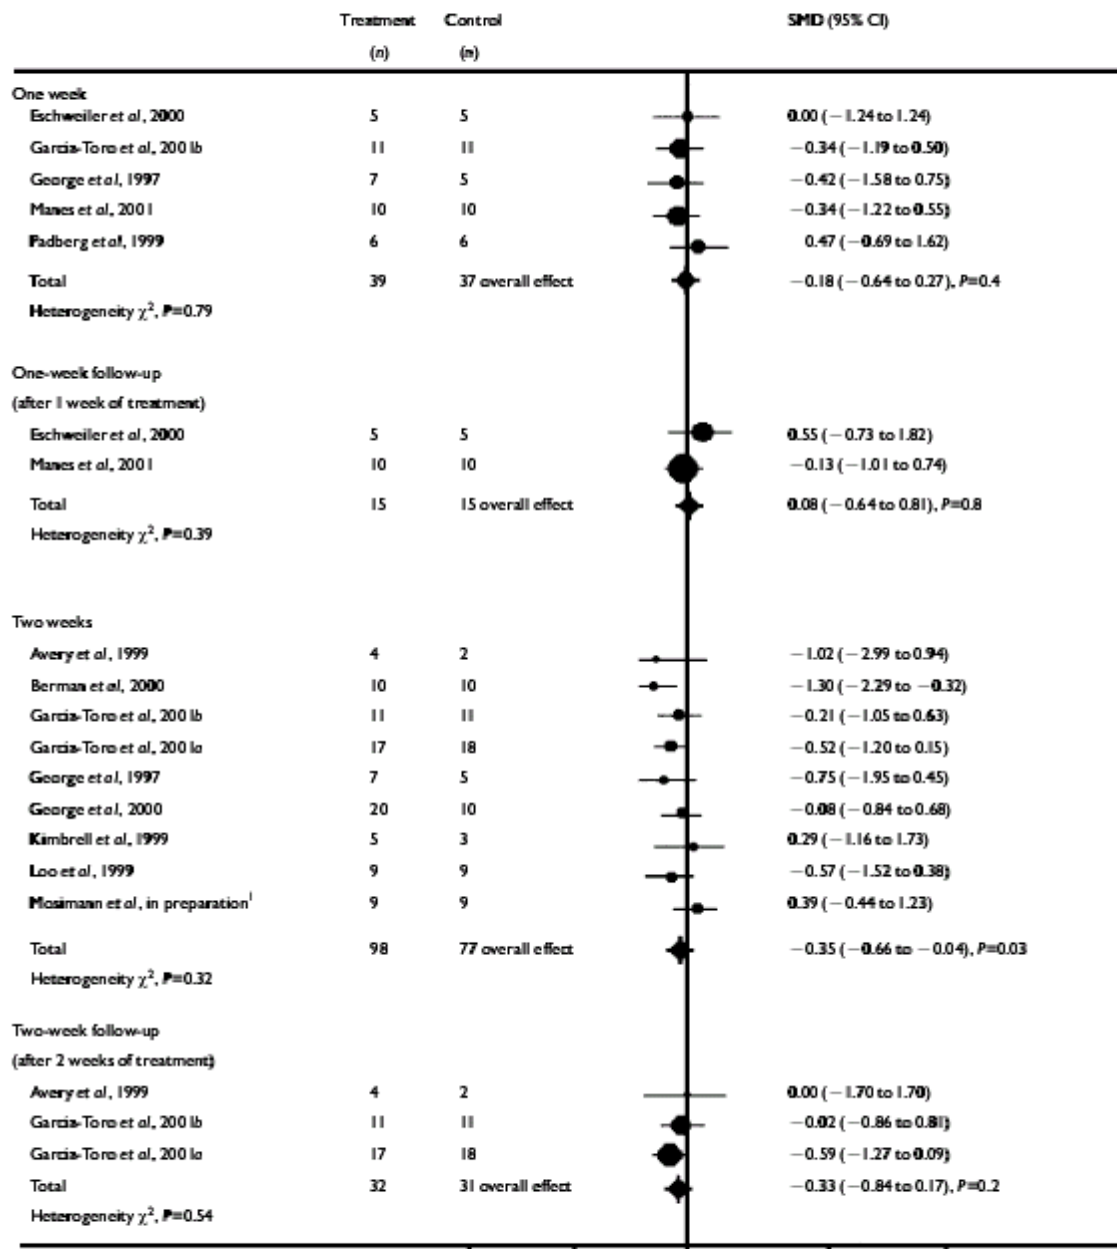 Treatment Control SMD (95% CI)
(n) (n)
One week
Eschweiler et al, 2000 5 5 0.00 (−1.24 to 1.24)
Garcia-Toro et al, 2001b 11 11 −0.34 (−1.19 to 0.50)
George et al, 1997 7 5 −0.42 (−1.58 to 0.75)
Manes et al, 2001 10 10 −0.34 (−1.22 to 0.55)
Padberg et al, 1999 6 6 0.47 (−0.69 to 1.62)
Total 39 37 overall effect −0.18 (−0.64 to 0.27), P=0.4
Heterogeneity χ², P=0.79
One-week follow-up
(after 1 week of treatment)
Eschweiler et al, 2000 5 5 0.55 (−0.73 to 1.82)
Manes et al, 2001 10 10 −0.13 (−1.01 to 0.74)
Total 15 15 overall effect 0.08 (−0.64 to 0.81), P=0.8
Heterogeneity χ², P=0.39
Two weeks
Avery et al, 1999 4 2 −1.02 (−2.99 to 0.94)
Berman et al, 2000 10 10 −1.30 (−2.29 to −0.32)
Garcia-Toro et al, 2001b 11 11 −0.21 (−1.05 to 0.63)
Garcia-Toro et al, 2001a 17 18 −0.52 (−1.20 to 0.15)
George et al, 1997 7 5 −0.75 (−1.95 to 0.45)
George et al, 2000 20 10 −0.08 (−0.84 to 0.68)
Kimbrell et al, 1999 5 3 0.29 (−1.16 to 1.73)
Loo et al, 1999 9 9 −0.57 (−1.52 to 0.38)
Mosimann et al, in preparation¹ 9 9 0.39 (−0.44 to 1.23)
Total 98 77 overall effect −0.35 (−0.66 to −0.04), P=0.03
Heterogeneity χ², P=0.32
Two-week follow-up
(after 2 weeks of treatment)
Avery et al, 1999 4 2 0.00 (−1.70 to 1.70)
Garcia-Toro et al, 2001b 11 11 −0.02 (−0.86 to 0.81)
Garcia-Toro et al, 2001a 17 18 −0.59 (−1.27 to 0.09)
Total 32 31 overall effect −0.33 (−0.84 to 0.17), P=0.2
Heterogeneity χ², P=0.54